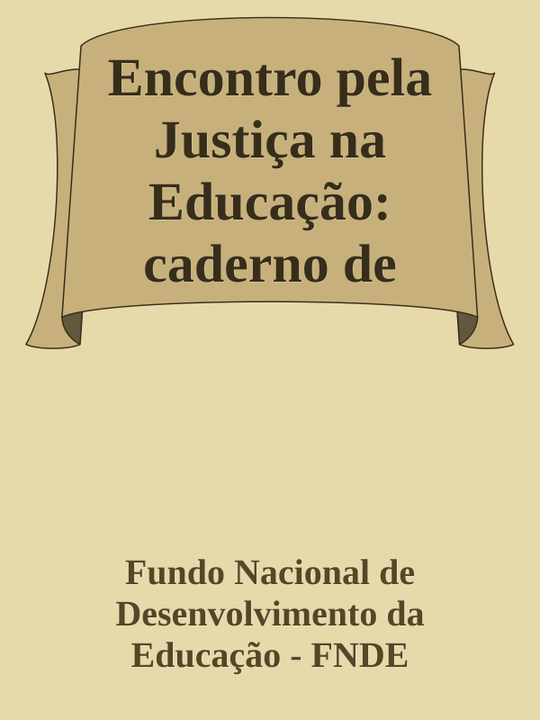 Encontro pela
Justiça na
Educação:
caderno de
Fundo Nacional de
Desenvolvimento da
Educação - FNDE